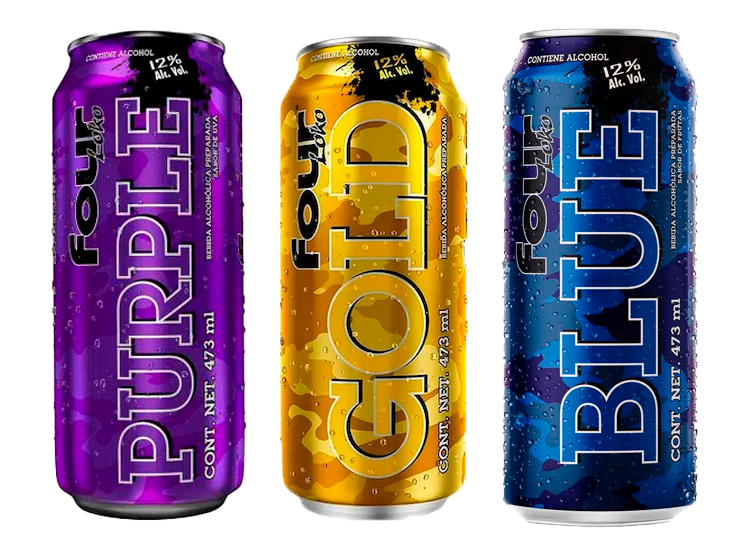 CONTIENE ALCOHOL
12%
Alc. Vol.
Four
Loko
PURPLE
BEBIDA ALCOHÓLICA PREPARADA
SABOR DE UVA
CONT. NET. 473 ml
CONTIENE ALCOHOL
12%
Alc. Vol.
Four
Loko
GOLD
BEBIDA ALCOHÓLICA PREPARADA
CONT. NET. 473 ml
CONTIENE ALCOHOL
12%
Alc. Vol.
Four
Loko
BLUE
BEBIDA ALCOHÓLICA PREPARADA
SABOR DE FRUTAS
CONT. NET. 473 ml